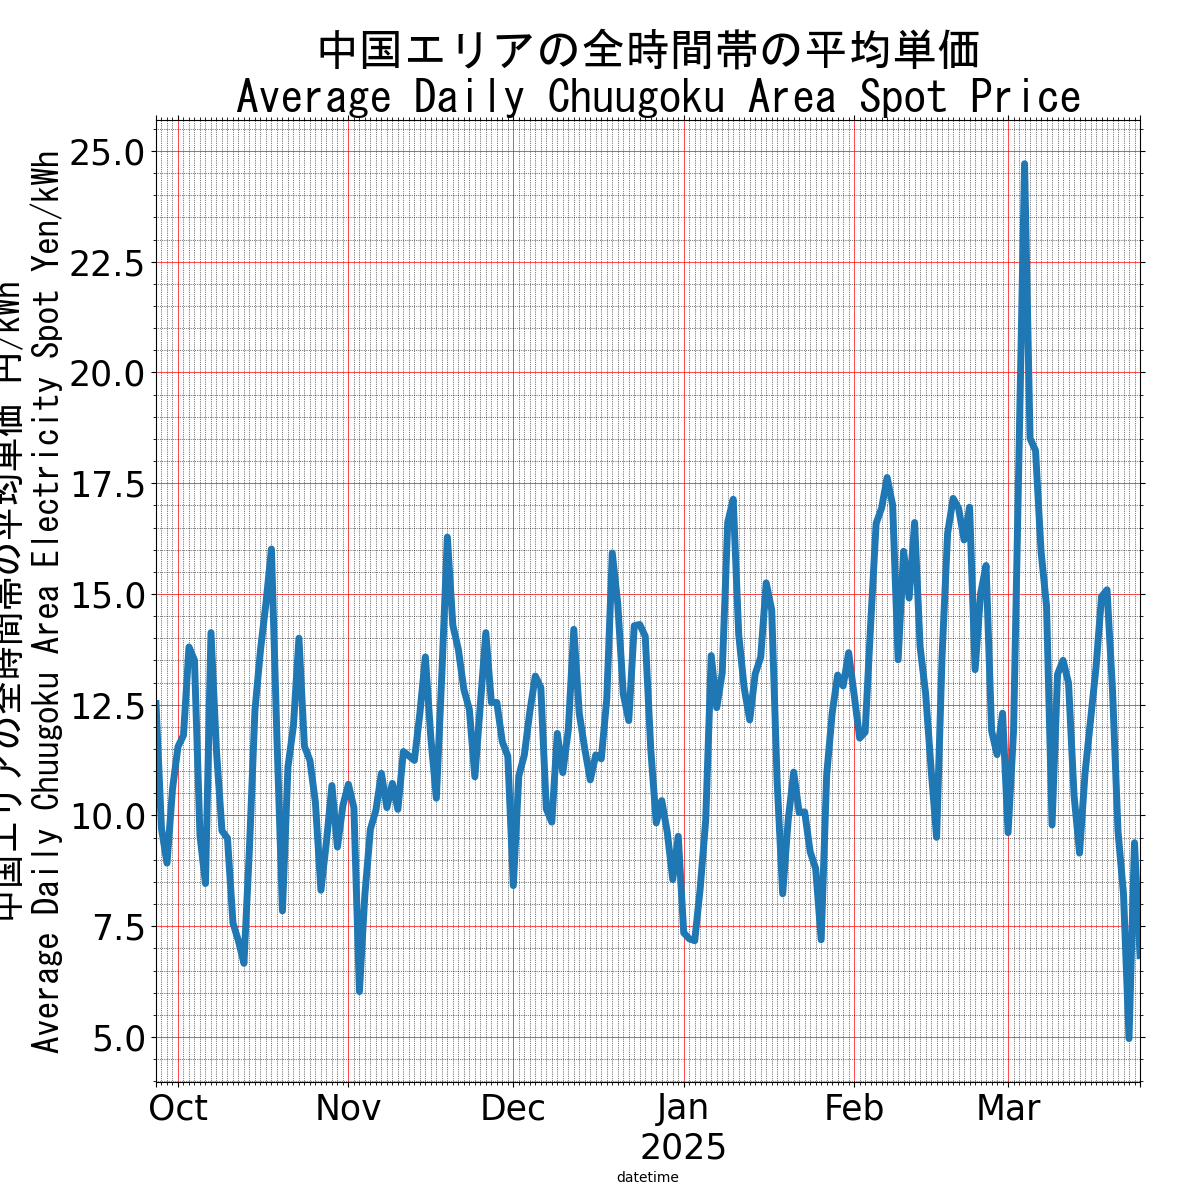 中国エリアの全時間帯の平均単価
Average Daily Chuugoku Area Spot Price
中国エリアの全時間帯の平均単価 円/kWh
Average Daily Chuugoku Area Electricity Spot Yen/kWh
25.0
22.5
20.0
17.5
15.0
12.5
10.0
7.5
5.0
Oct Nov Dec Jan Feb Mar
2025
datetime